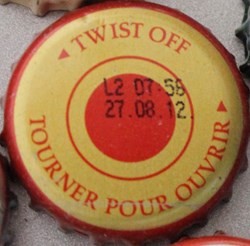 TWIST OFF
L2 07:58
27.08.12.
TOURNER POUR OUVRIR